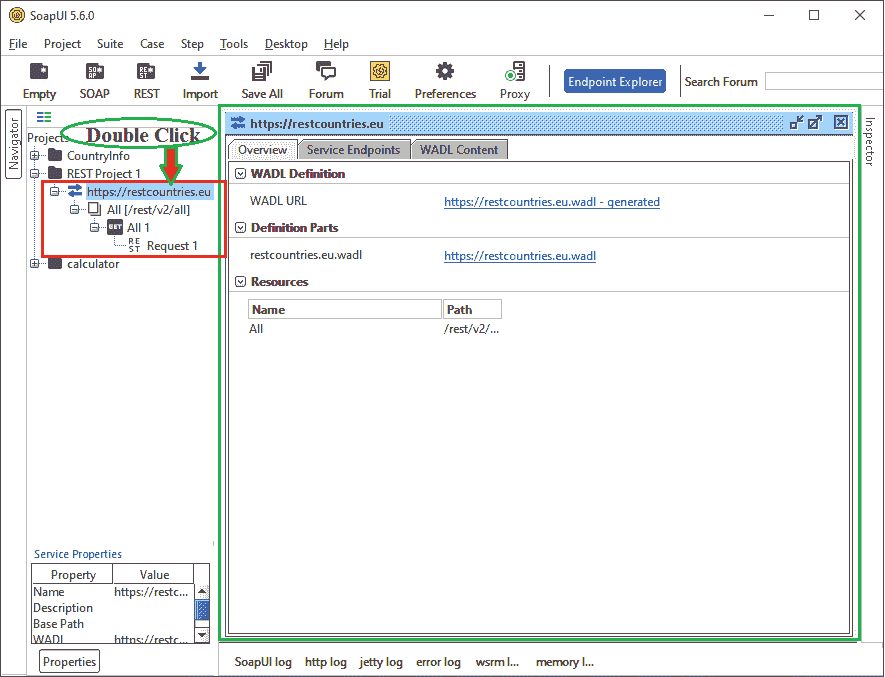 SoapUI 5.6.0
File Project Suite Case Step Tools Desktop Help
Empty SOAP REST Import Save All Forum Trial Preferences Proxy Endpoint Explorer Search Forum
Navigator
Projects
Double Click
CountryInfo
REST Project 1
https://restcountries.eu
All [/rest/v2/all]
GET All 1
REST Request 1
calculator
Service Properties
Property Value
Name https://restc...
Description
Base Path
WADL https://restc...
Properties
https://restcountries.eu
Overview Service Endpoints WADL Content
WADL Definition
WADL URL https://restcountries.eu.wadl - generated
Definition Parts
restcountries.eu.wadl https://restcountries.eu.wadl
Resources
Name Path
All /rest/v2/...
Inspector
SoapUI log http log jetty log error log wsrm l... memory l...